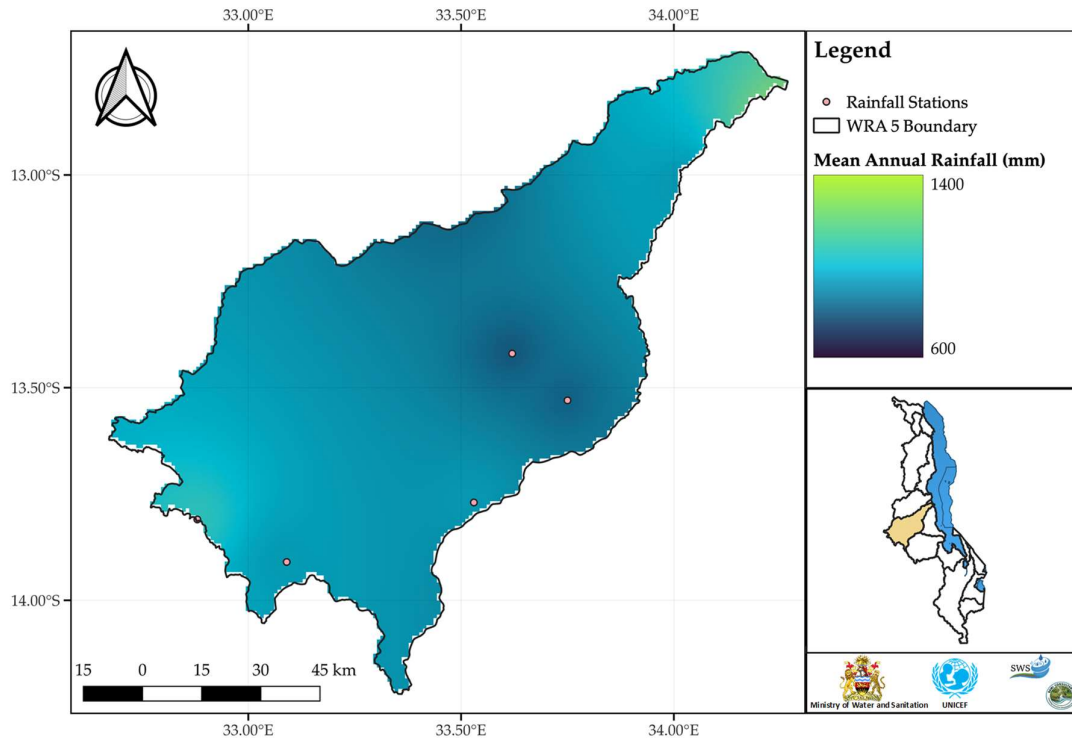 33.00°E 33.50°E 34.00°E
13.00°S
13.50°S
14.00°S
15 0 15 30 45 km
33.00°E 33.50°E 34.00°E
Legend
Rainfall Stations
WRA 5 Boundary
Mean Annual Rainfall (mm)
1400
600
Ministry of Water and Sanitation
UNICEF
SWS